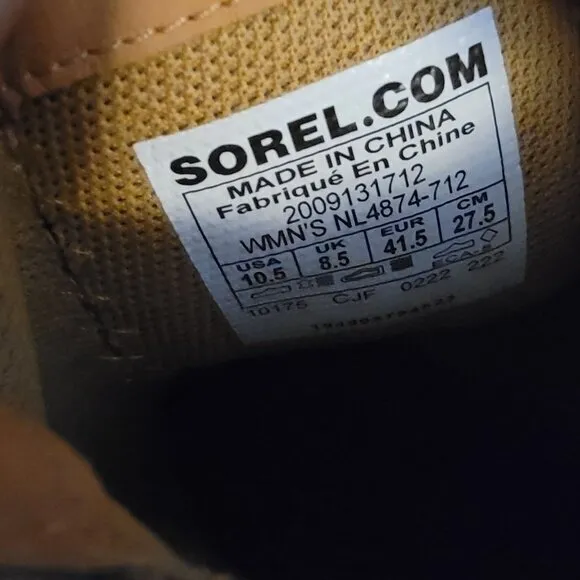 SOREL.COM
MADE IN CHINA
Fabriqué En Chine
2009131712
WMN'S NL4874-712
USA UK EUR CM
10.5 8.5 41.5 27.5
10175 CJF 0222 222